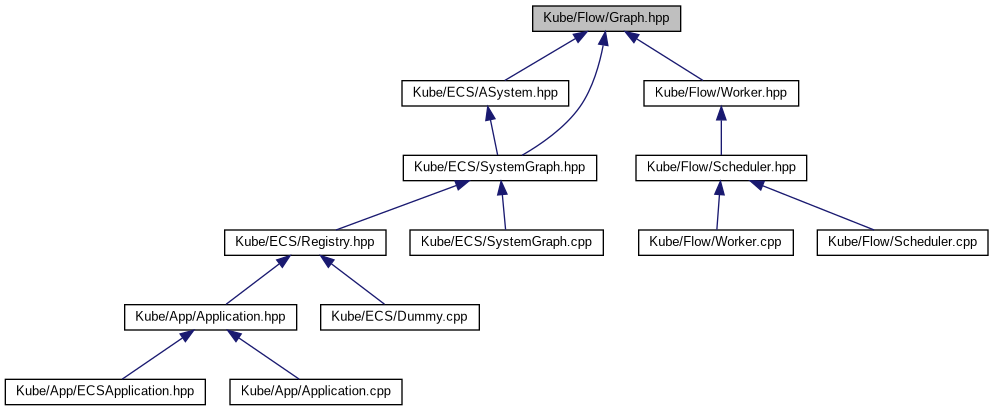 Kube/Flow/Graph.hpp
Kube/ECS/ASystem.hpp
Kube/Flow/Worker.hpp
Kube/ECS/SystemGraph.hpp
Kube/Flow/Scheduler.hpp
Kube/ECS/Registry.hpp
Kube/ECS/SystemGraph.cpp
Kube/Flow/Worker.cpp
Kube/Flow/Scheduler.cpp
Kube/App/Application.hpp
Kube/ECS/Dummy.cpp
Kube/App/ECSApplication.hpp
Kube/App/Application.cpp